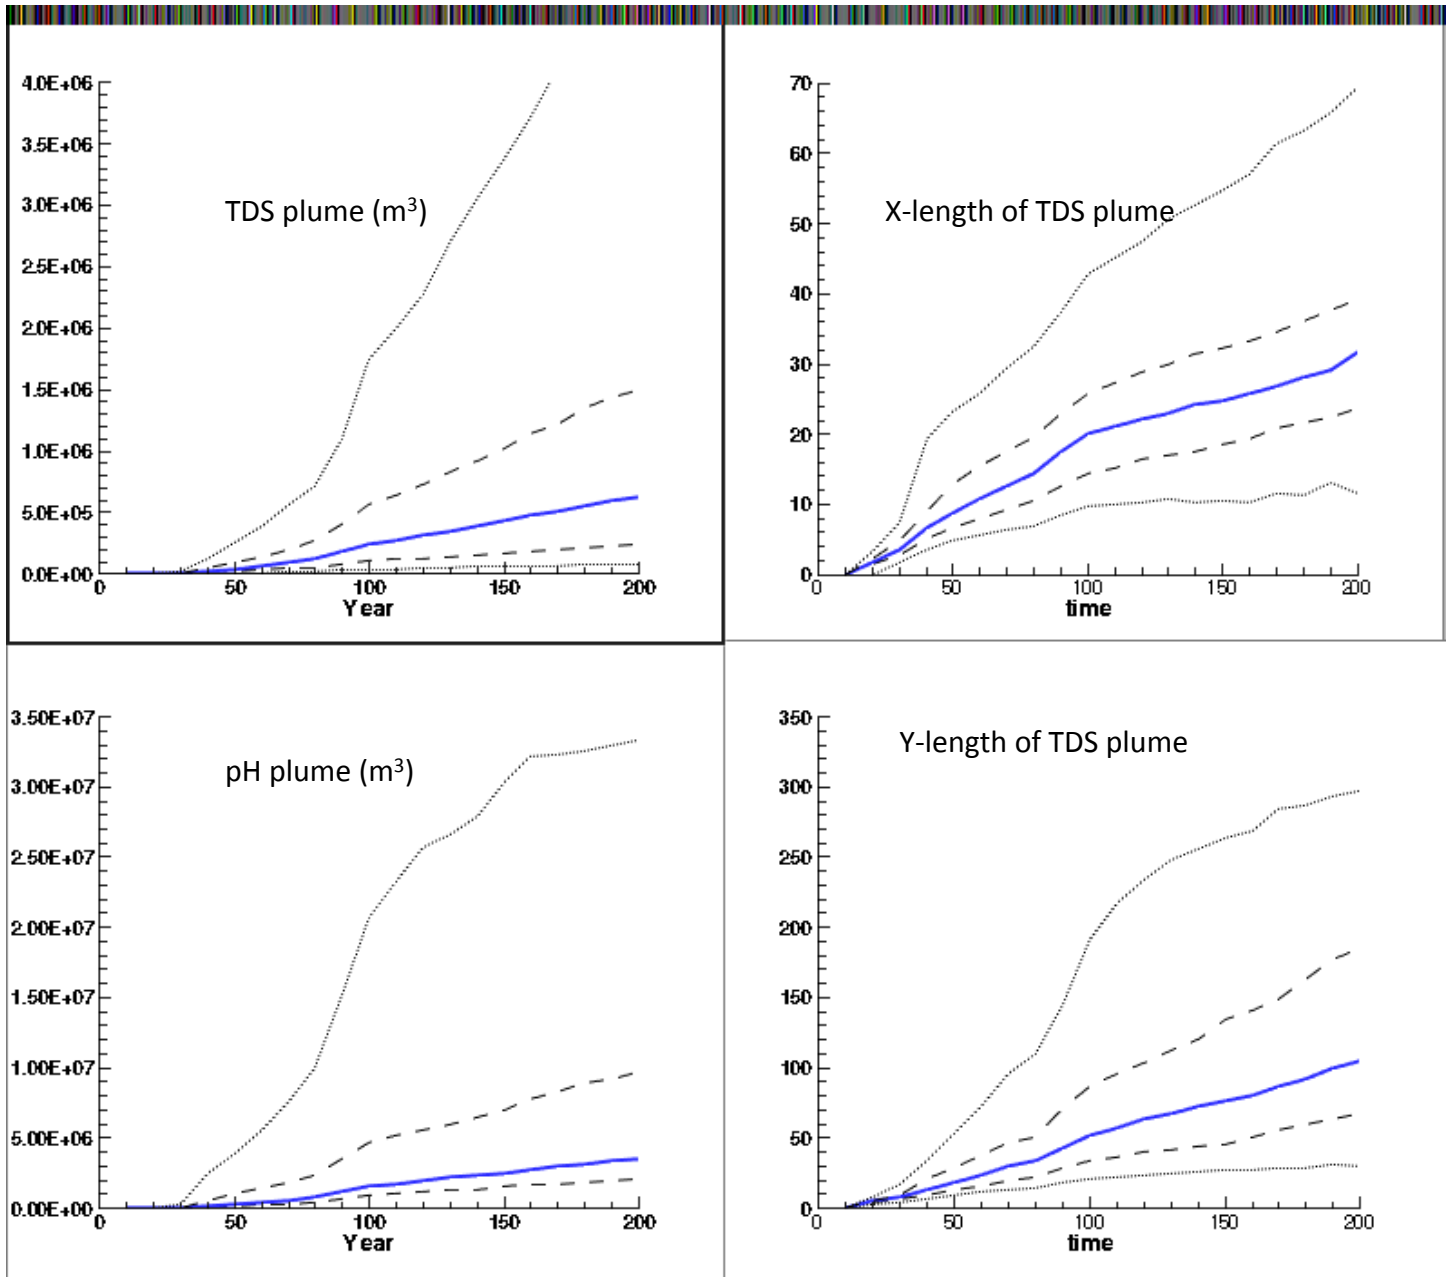 4.0E+06
3.5E+06
3.0E+06
2.5E+06
2.0E+06
1.5E+06
1.0E+06
5.0E+05
0.0E+00
TDS plume (m³)
0 50 100 150 200
Year
70
60
50
40
30
20
10
0
X-length of TDS plume
0 50 100 150 200
time
3.50E+07
3.00E+07
2.50E+07
2.00E+07
1.50E+07
1.00E+07
5.00E+06
0.00E+00
pH plume (m³)
0 50 100 150 200
Year
350
300
250
200
150
100
50
0
Y-length of TDS plume
0 50 100 150 200
time